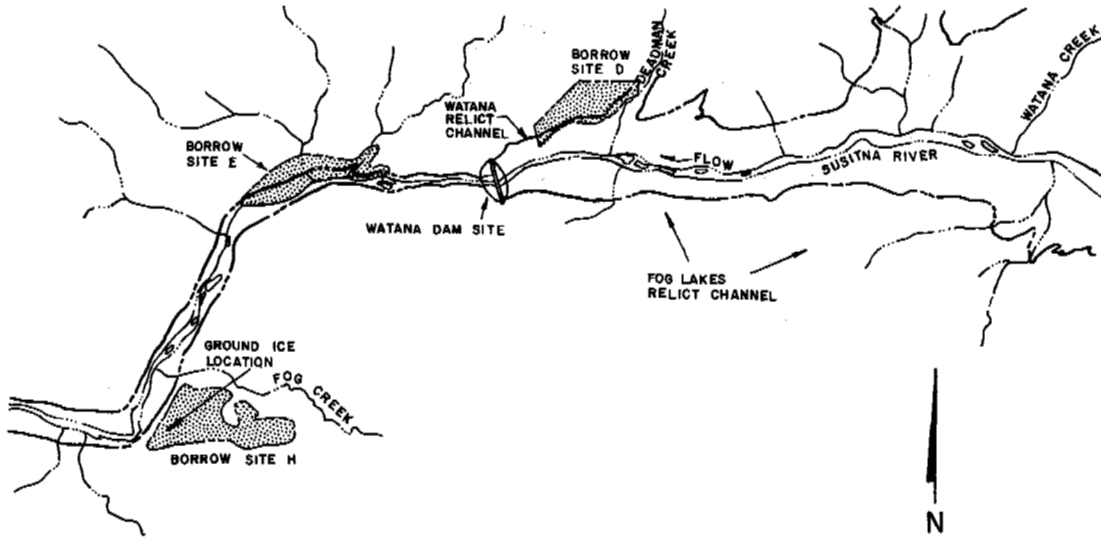 BORROW
SITE D
DEADMAN
CREEK
WATANA
RELICT
CHANNEL
WATANA CREEK
BORROW
SITE E
FLOW
SUSITNA RIVER
WATANA DAM SITE
FOG LAKES
RELICT CHANNEL
GROUND ICE
LOCATION
FOG CREEK
BORROW SITE H
N